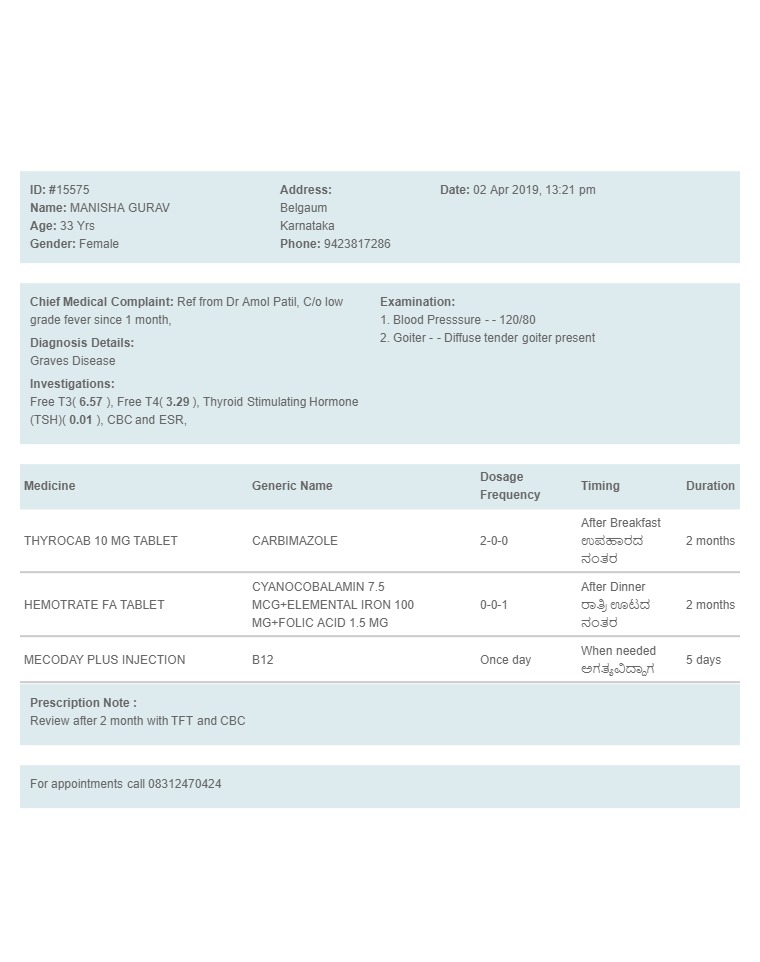 ID: #15575
Name: MANISHA GURAV
Age: 33 Yrs
Gender: Female
Address:
Belgaum
Karnataka
Phone: 9423817286
Date: 02 Apr 2019, 13:21 pm
Chief Medical Complaint: Ref from Dr Amol Patil, C/o low
grade fever since 1 month,
Diagnosis Details:
Graves Disease
Investigations:
Free T3( 6.57 ), Free T4( 3.29 ), Thyroid Stimulating Hormone
(TSH)( 0.01 ), CBC and ESR,
Examination:
1. Blood Presssure - - 120/80
2. Goiter - - Diffuse tender goiter present
Medicine Generic Name Dosage Frequency Timing Duration
THYROCAB 10 MG TABLET CARBIMAZOLE 2-0-0 After Breakfast ಉಪಹಾರದ ನಂತರ 2 months
HEMOTRATE FA TABLET CYANOCOBALAMIN 7.5 MCG+ELEMENTAL IRON 100 MG+FOLIC ACID 1.5 MG 0-0-1 After Dinner ರಾತ್ರಿ ಊಟದ ನಂತರ 2 months
MECODAY PLUS INJECTION B12 Once day When needed ಅಗತ್ಯವಿದ್ದಾಗ 5 days
Prescription Note :
Review after 2 month with TFT and CBC
For appointments call 08312470424